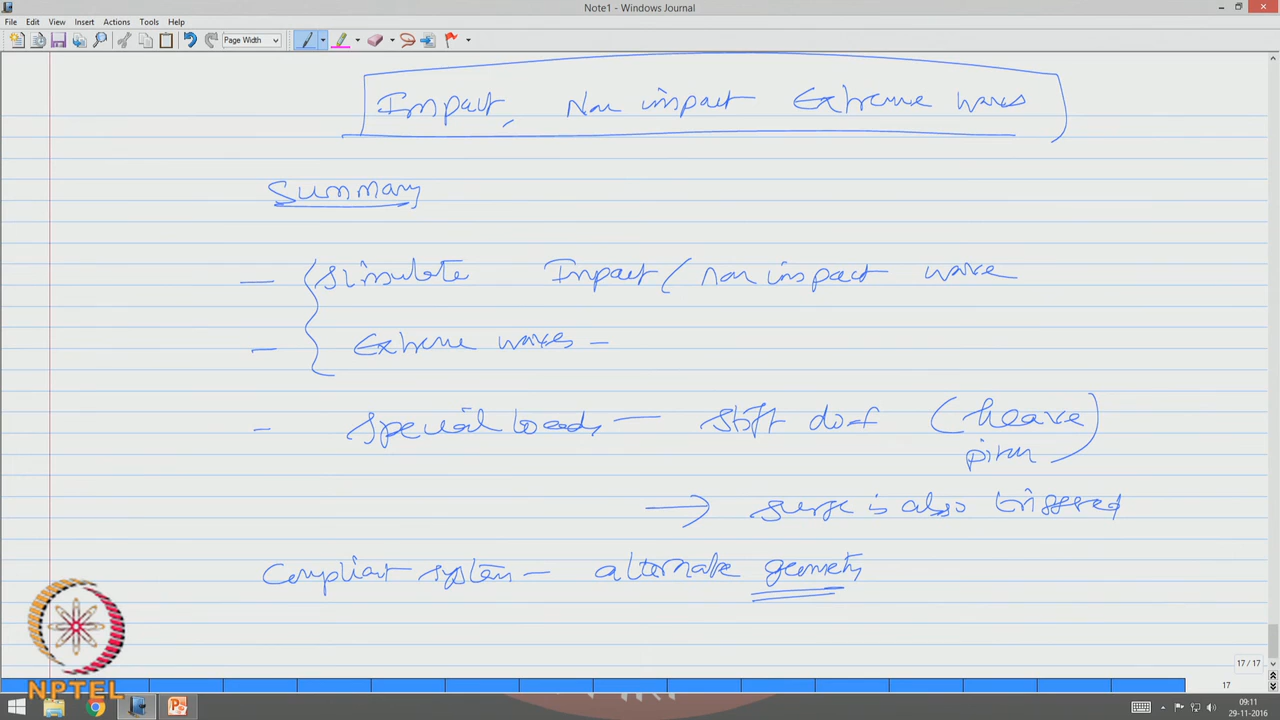 Note1 - Windows Journal
File Edit View Insert Actions Tools Help
Page Width
Impact, Non impact Extreme waves
Summary
- Simulate Impact / non impact wave
- Extreme waves -
- special loads - stiff dof (heave)
pitch
→ surge is also triggered
Compliant system - alternate geometry
NPTEL
17 / 17
17
09:11
29-11-2016